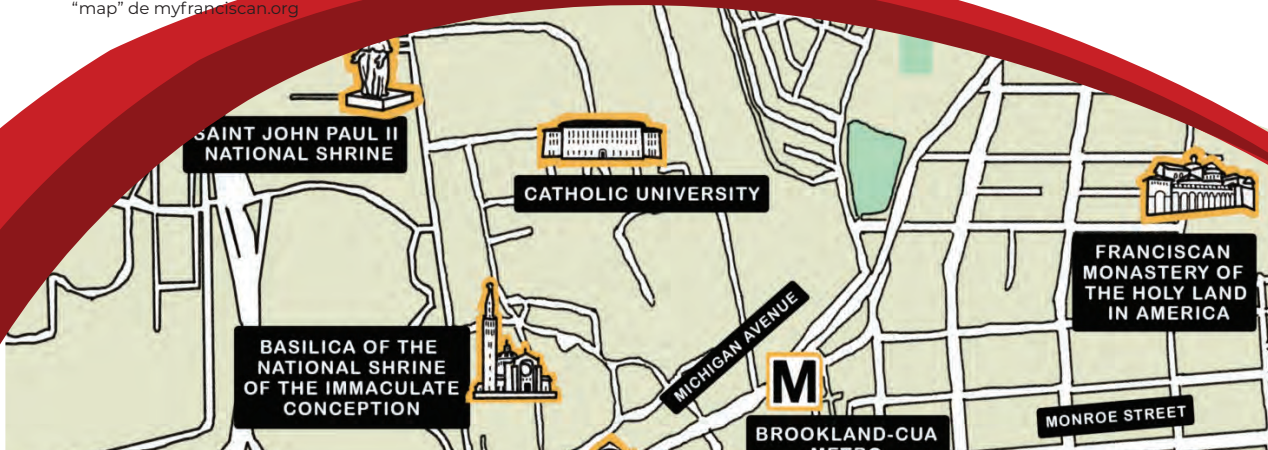 “map” de myfranciscan.org
SAINT JOHN PAUL II
NATIONAL SHRINE
CATHOLIC UNIVERSITY
FRANCISCAN
MONASTERY OF
THE HOLY LAND
IN AMERICA
MICHIGAN AVENUE
BASILICA OF THE
NATIONAL SHRINE
OF THE IMMACULATE
CONCEPTION
M
MONROE STREET
BROOKLAND-CUA
METRO